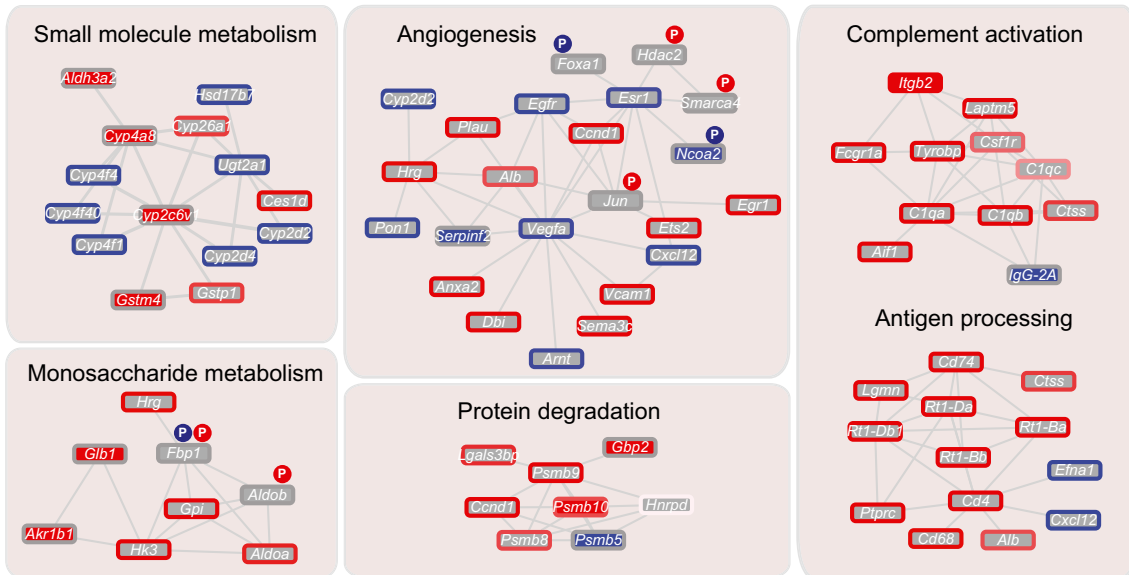 Small molecule metabolism
Aldh3a2
Hsd17b7
Cyp26a1
Cyp4a8
Ugt2a1
Cyp4f4
Ces1d
Cyp4f40
Cyp2c6v1
Cyp2d2
Cyp4f1
Cyp2d4
Gstm4
Gstp1
Monosaccharide metabolism
Hrg
P P
Glb1
Fbp1
P
Aldob
Gpi
Akr1b1
Hk3
Aldoa
Angiogenesis
P
P
Foxa1
Hdac2
P
Cyp2d2
Egfr
Esr1
Smarca4
Plau
Ccnd1
P
Ncoa2
Hrg
Alb
P
Jun
Egr1
Pon1
Serpinf2
Vegfa
Ets2
Cxcl12
Anxa2
Vcam1
Dbi
Sema3c
Arnt
Protein degradation
Lgals3bp
Gbp2
Psmb9
Ccnd1
Psmb10
Hnrpd
Psmb8
Psmb5
Complement activation
Itgb2
Laptm5
Csf1r
Fcgr1a
Tyrobp
C1qc
C1qa
C1qb
Ctss
Aif1
IgG-2A
Antigen processing
Cd74
Lgmn
Ctss
Rt1-Da
Rt1-Db1
Rt1-Ba
Rt1-Bb
Efna1
Cd4
Ptprc
Cxcl12
Cd68
Alb